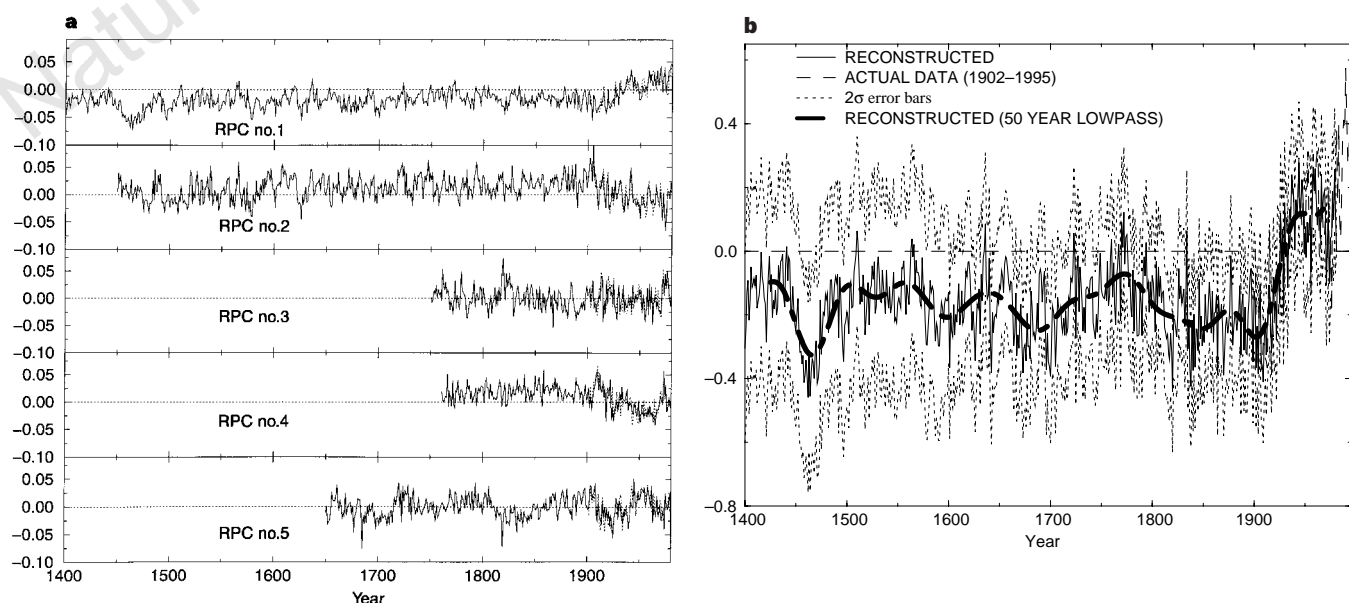 Natur
a
0.05
0.00
−0.05
−0.10
RPC no.1
0.05
0.00
−0.05
−0.10
RPC no.2
0.05
0.00
−0.05
−0.10
RPC no.3
0.05
0.00
−0.05
−0.10
RPC no.4
0.05
0.00
−0.05
−0.10
RPC no.5
1400 1500 1600 1700 1800 1900
Year
b
RECONSTRUCTED
ACTUAL DATA (1902–1995)
2σ error bars
RECONSTRUCTED (50 YEAR LOWPASS)
0.4
0.0
−0.4
−0.8
1400 1500 1600 1700 1800 1900
Year